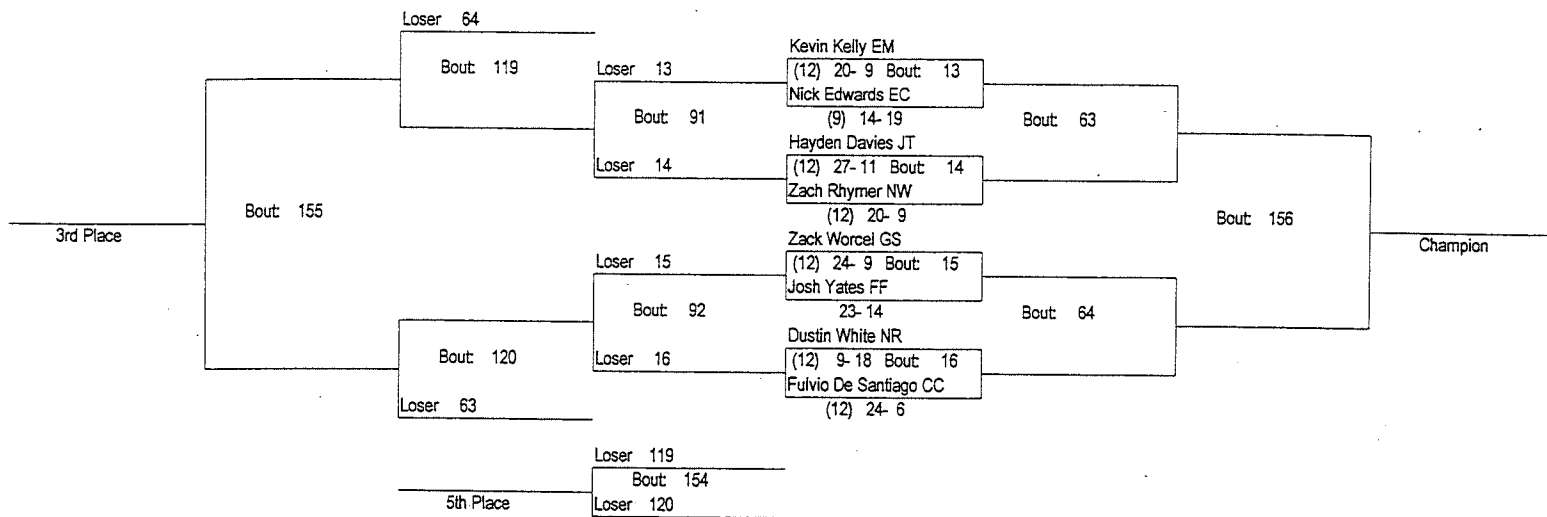 Loser 64
Bout: 119
Loser 13
Bout: 91
Loser 14
Bout: 155
3rd Place
Loser 15
Bout: 92
Loser 16
Bout: 120
Loser 63
Loser 119
Bout: 154
5th Place
Loser 120
Kevin Kelly EM
(12) 20- 9 Bout: 13
Nick Edwards EC
(9) 14- 19
Bout: 63
Hayden Davies JT
(12) 27- 11 Bout: 14
Zach Rhymer NW
(12) 20- 9
Bout: 156
Champion
Zack Worcel GS
(12) 24- 9 Bout: 15
Josh Yates FF
23- 14
Bout: 64
Dustin White NR
(12) 9- 18 Bout: 16
Fulvio De Santiago CC
(12) 24- 6